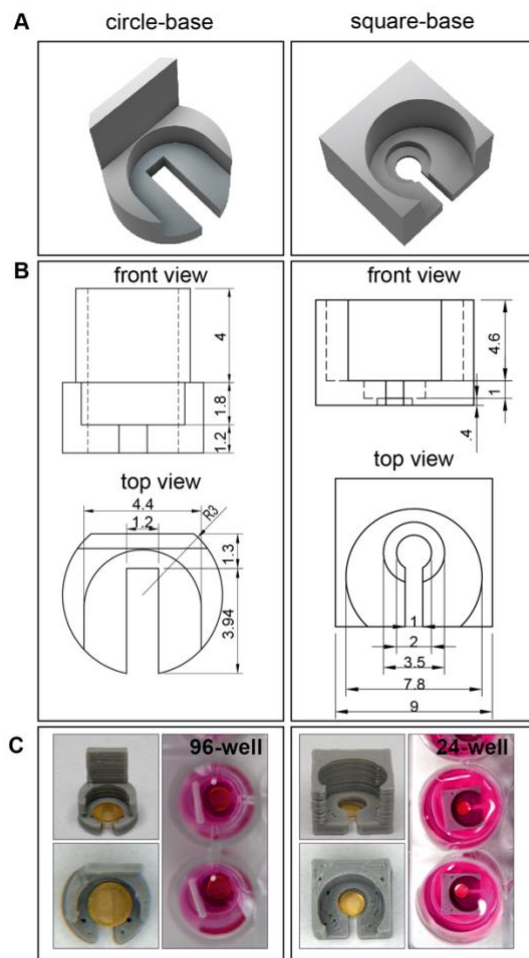 A
circle-base
square-base
B
front view
4
1.8
1.2
top view
4.4
1.2
R3
1.3
3.94
front view
4.6
1
.4
top view
1
2
3.5
7.8
9
C
96-well
24-well